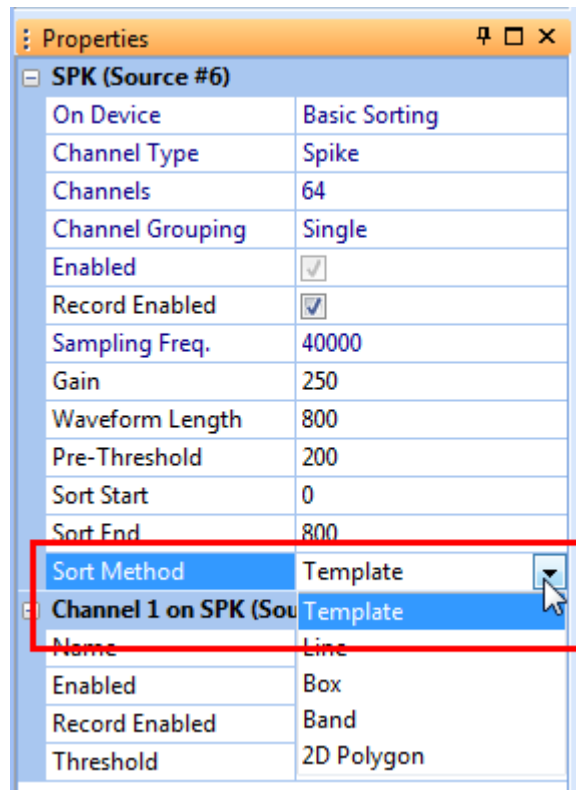 Properties
SPK (Source #6)
On Device Basic Sorting
Channel Type Spike
Channels 64
Channel Grouping Single
Enabled
Record Enabled
Sampling Freq. 40000
Gain 250
Waveform Length 800
Pre-Threshold 200
Sort Start 0
Sort End 800
Sort Method Template
Channel 1 on SPK (Sou Template
Name Line
Enabled Box
Record Enabled Band
Threshold 2D Polygon